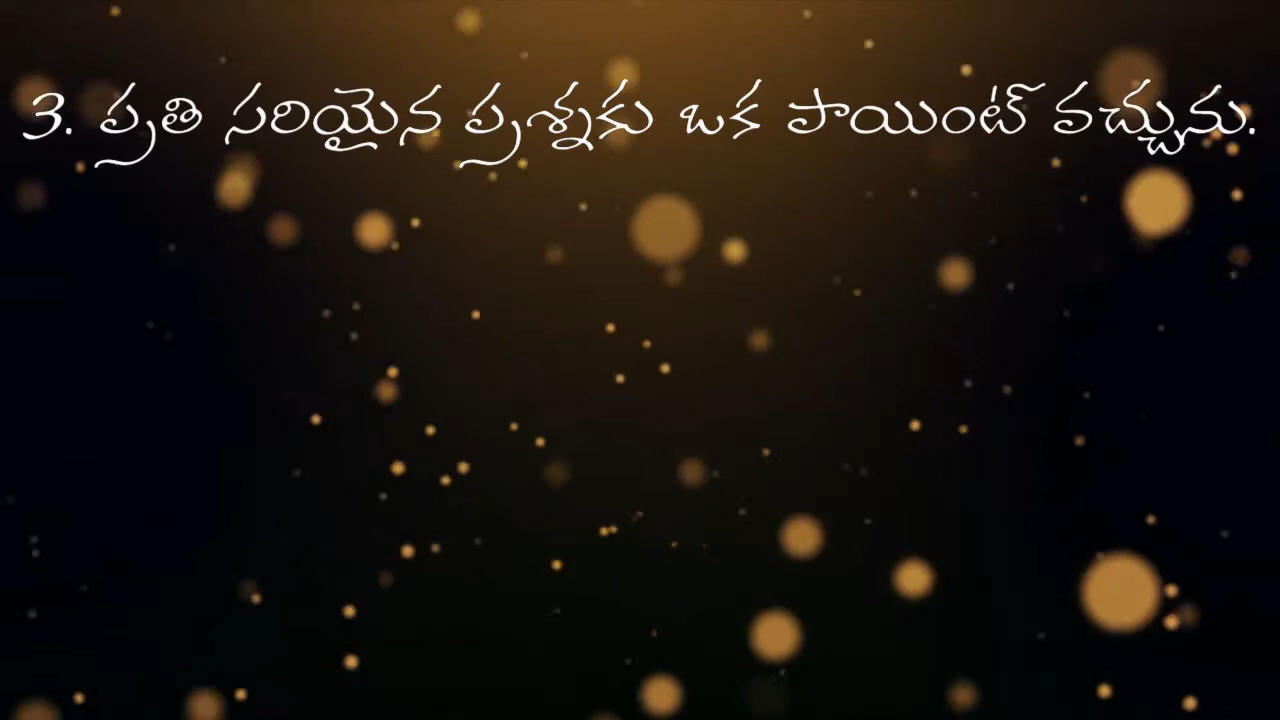 3. ప్రతి సరియైన ప్రశ్నకు ఒక పాయింట్ వచ్చును.